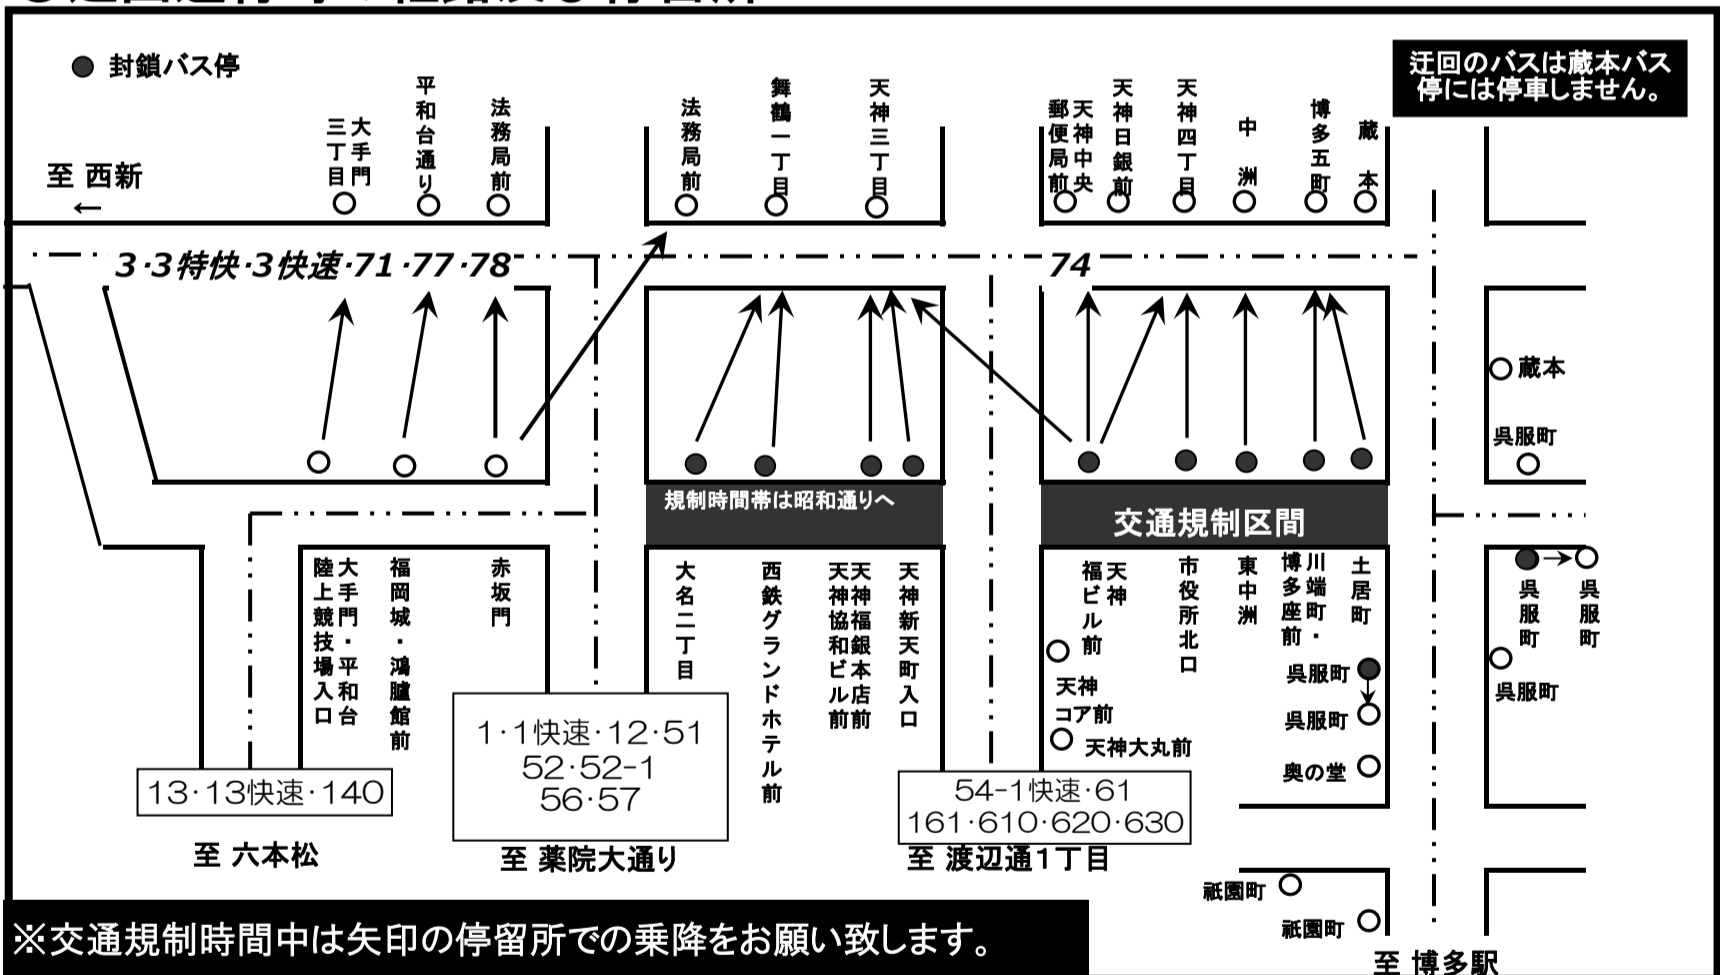 ● 封鎖バス停
迂回のバスは蔵本バス
停には停車しません。
至 西新
←
大手門
三丁目
平和台通り
法務局前
法務局前
舞鶴一丁目
天神三丁目
天神中央
郵便局前
天神日銀前
天神四丁目
中洲
博多五町
蔵本
3・3特快・3快速・71・77・78
74
蔵本
呉服町
規制時間帯は昭和通りへ
交通規制区間
大手門・平和台
陸上競技場入口
福岡城・鴻臚館前
赤坂門
大名二丁目
西鉄グランドホテル前
天神福銀本店前
天神協和ビル前
天神新天町入口
天神
福ビル前
市役所北口
東中洲
川端町・
博多座前
土居町
呉服町
呉服町
天神
コア前
天神大丸前
呉服町
呉服町
奥の堂
呉服町
13・13快速・140
至 六本松
1・1快速・12・51
52・52-1
56・57
至 薬院大通り
54-1快速・61
161・610・620・630
至 渡辺通1丁目
祇園町
祇園町
至 博多駅
※交通規制時間中は矢印の停留所での乗降をお願い致します。